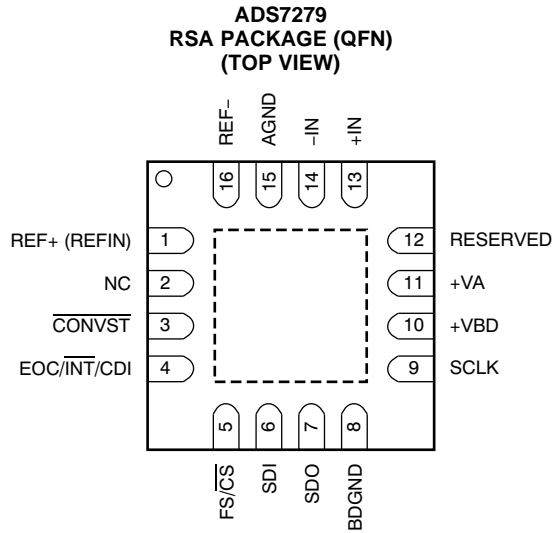 ADS7279
RSA PACKAGE (QFN)
(TOP VIEW)
REF−
AGND
−IN
+IN
16
15
14
13
REF+ (REFIN) 1
12 RESERVED
NC 2
11 +VA
CONVST 3
10 +VBD
EOC/INT/CDI 4
9 SCLK
5
6
7
8
FS/CS
SDI
SDO
BDGND